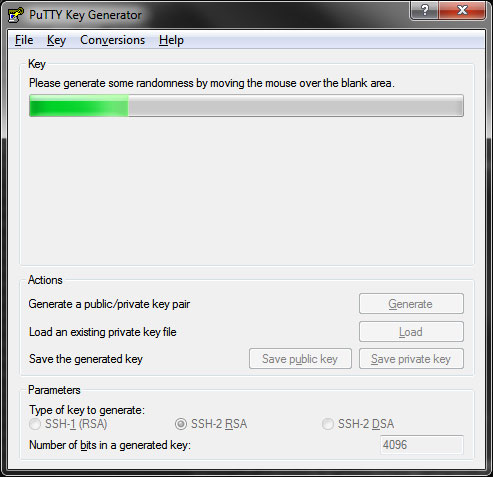 PuTTY Key Generator
File Key Conversions Help
Key
Please generate some randomness by moving the mouse over the blank area.
Actions
Generate a public/private key pair
Generate
Load an existing private key file
Load
Save the generated key
Save public key
Save private key
Parameters
Type of key to generate:
SSH-1 (RSA)
SSH-2 RSA
SSH-2 DSA
Number of bits in a generated key:
4096